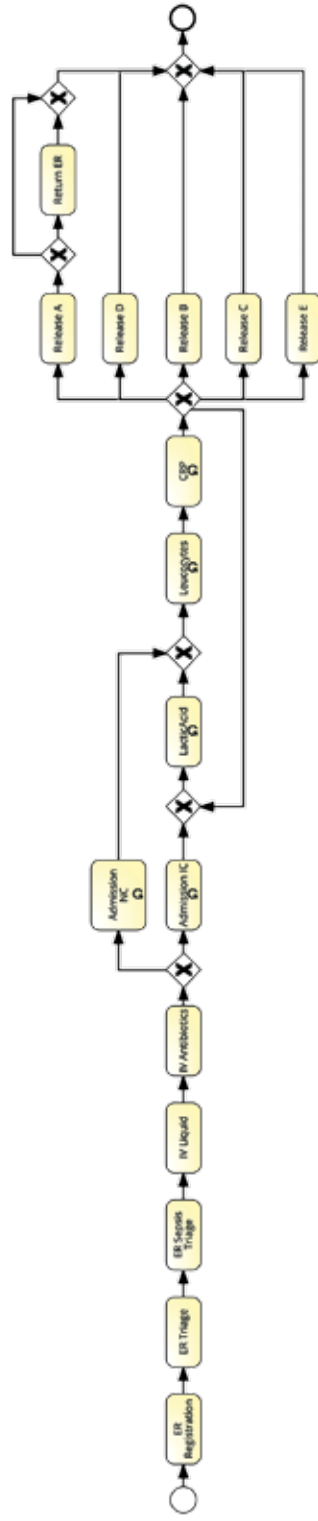 ER
Registration
ER Triage
ER Sepsis
Triage
IV Liquid
IV Antibiotics
Admission
NC
Admission IC
LacticAcid
Leucocytes
CRP
Release A
Return ER
Release D
Release B
Release C
Release E